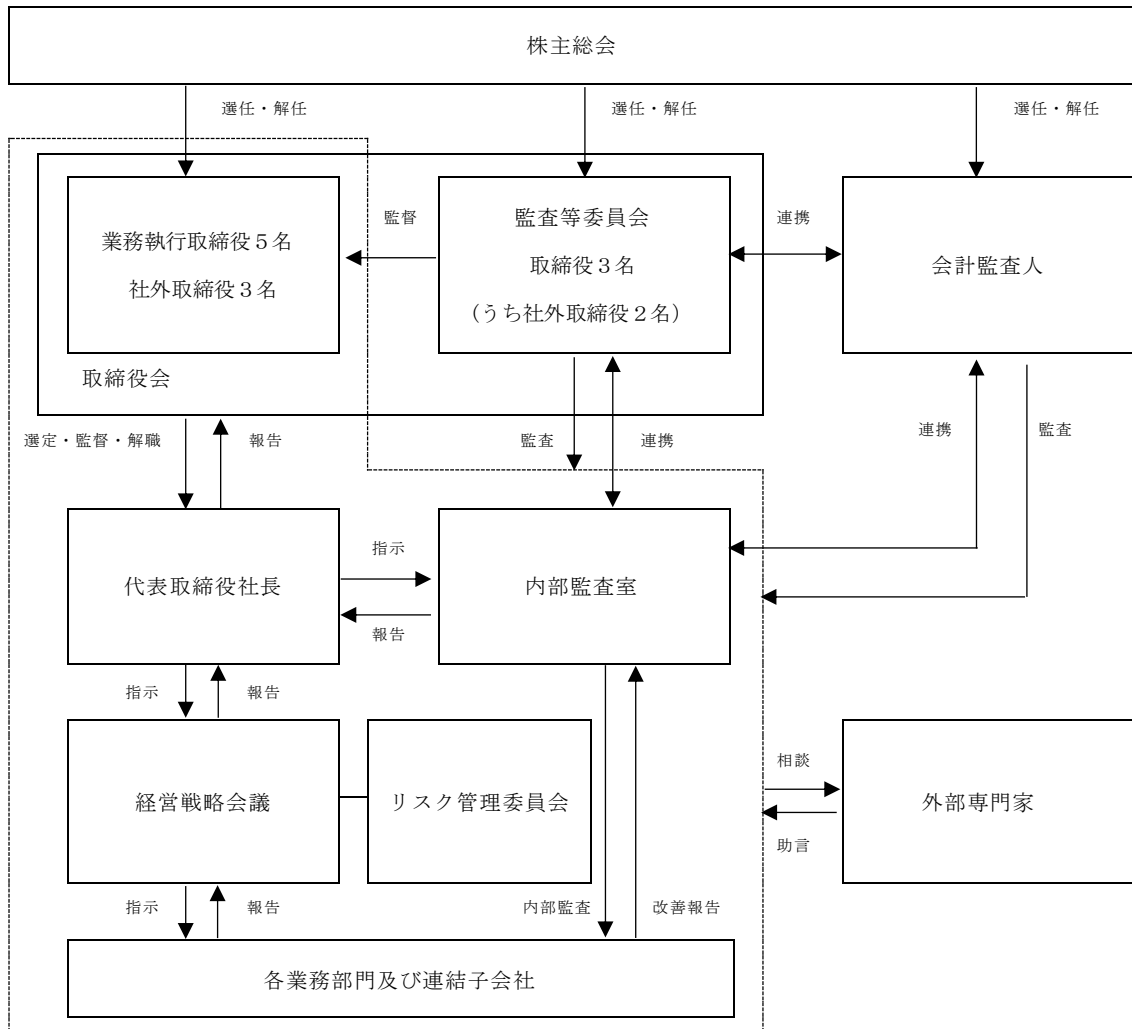 株主総会
選任・解任
選任・解任
選任・解任
業務執行取締役５名
社外取締役３名
監督
監査等委員会
取締役３名
（うち社外取締役２名）
連携
会計監査人
取締役会
選定・監督・解職
報告
監査
連携
連携
監査
代表取締役社長
指示
報告
内部監査室
指示
報告
経営戦略会議
リスク管理委員会
相談
助言
外部専門家
指示
報告
内部監査
改善報告
各業務部門及び連結子会社